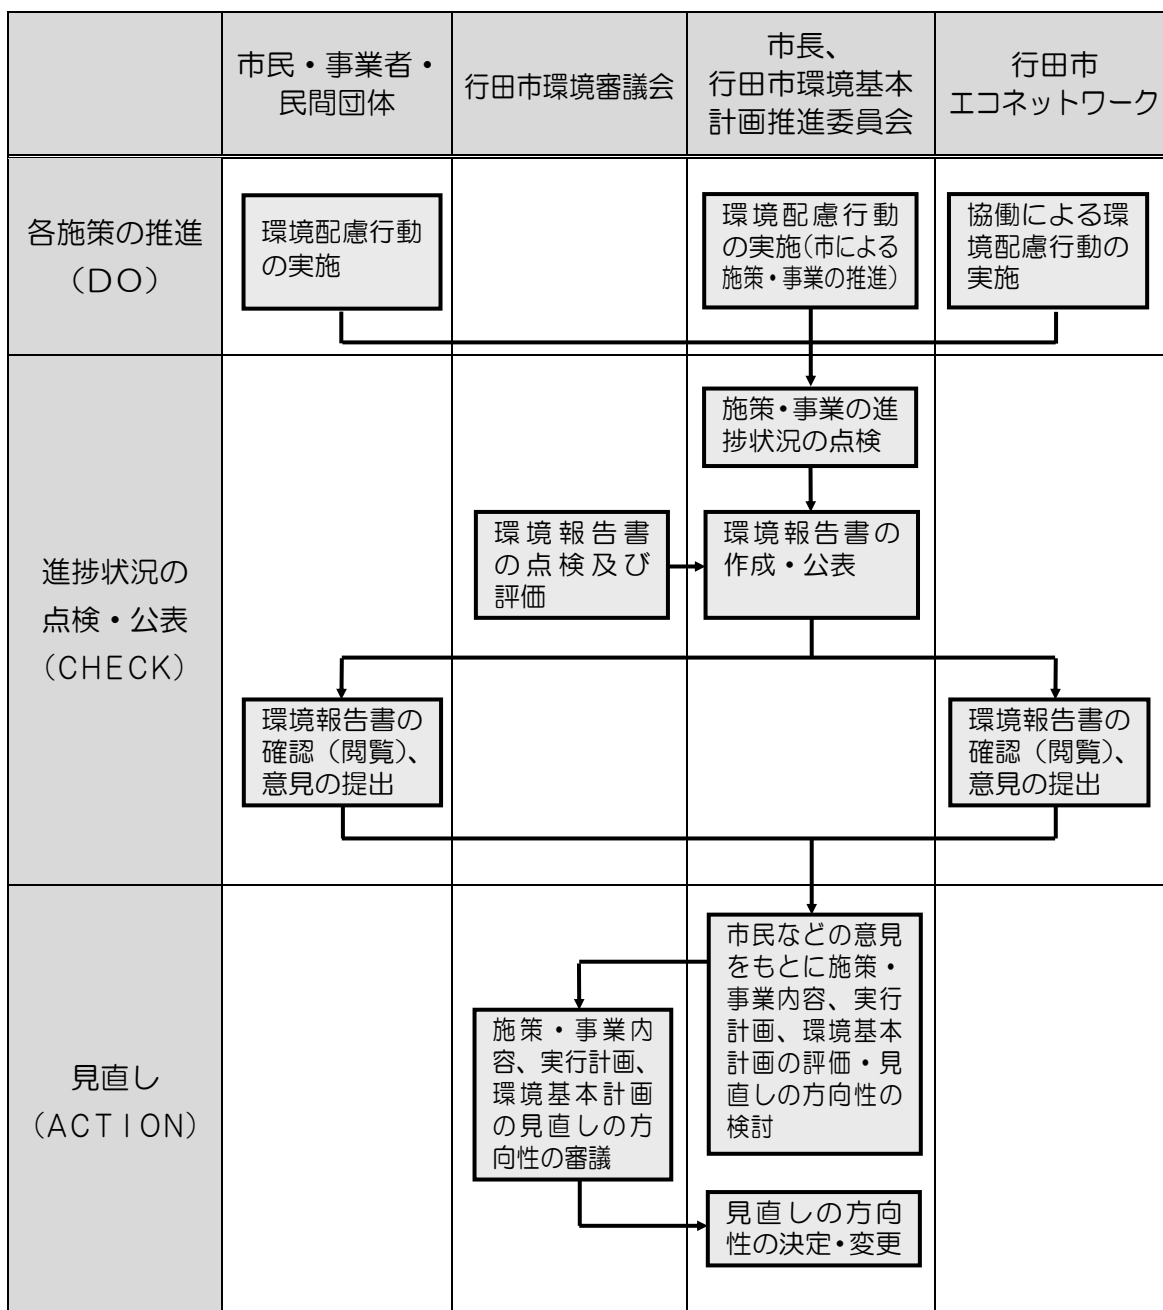 市民・事業者・
民間団体
行田市環境審議会
市長、
行田市環境基本
計画推進委員会
行田市
エコネットワーク
各施策の推進
（DO）
環境配慮行動
の実施
環境配慮行動
の実施（市による
施策・事業の推進）
協働による環
境配慮行動の
実施
進捗状況の
点検・公表
（CHECK）
施策・事業の進
捗状況の点検
環境報告書
の点検及び
評価
環境報告書の
作成・公表
環境報告書の
確認（閲覧）、
意見の提出
環境報告書の
確認（閲覧）、
意見の提出
見直し
（ACTION）
市民などの意見
をもとに施策・
事業内容、実行
計画、環境基本
計画の評価・見
直しの方向性の
検討
施策・事業内
容、実行計画、
環境基本計画
の見直しの方
向性の審議
見直しの方向
性の決定・変更